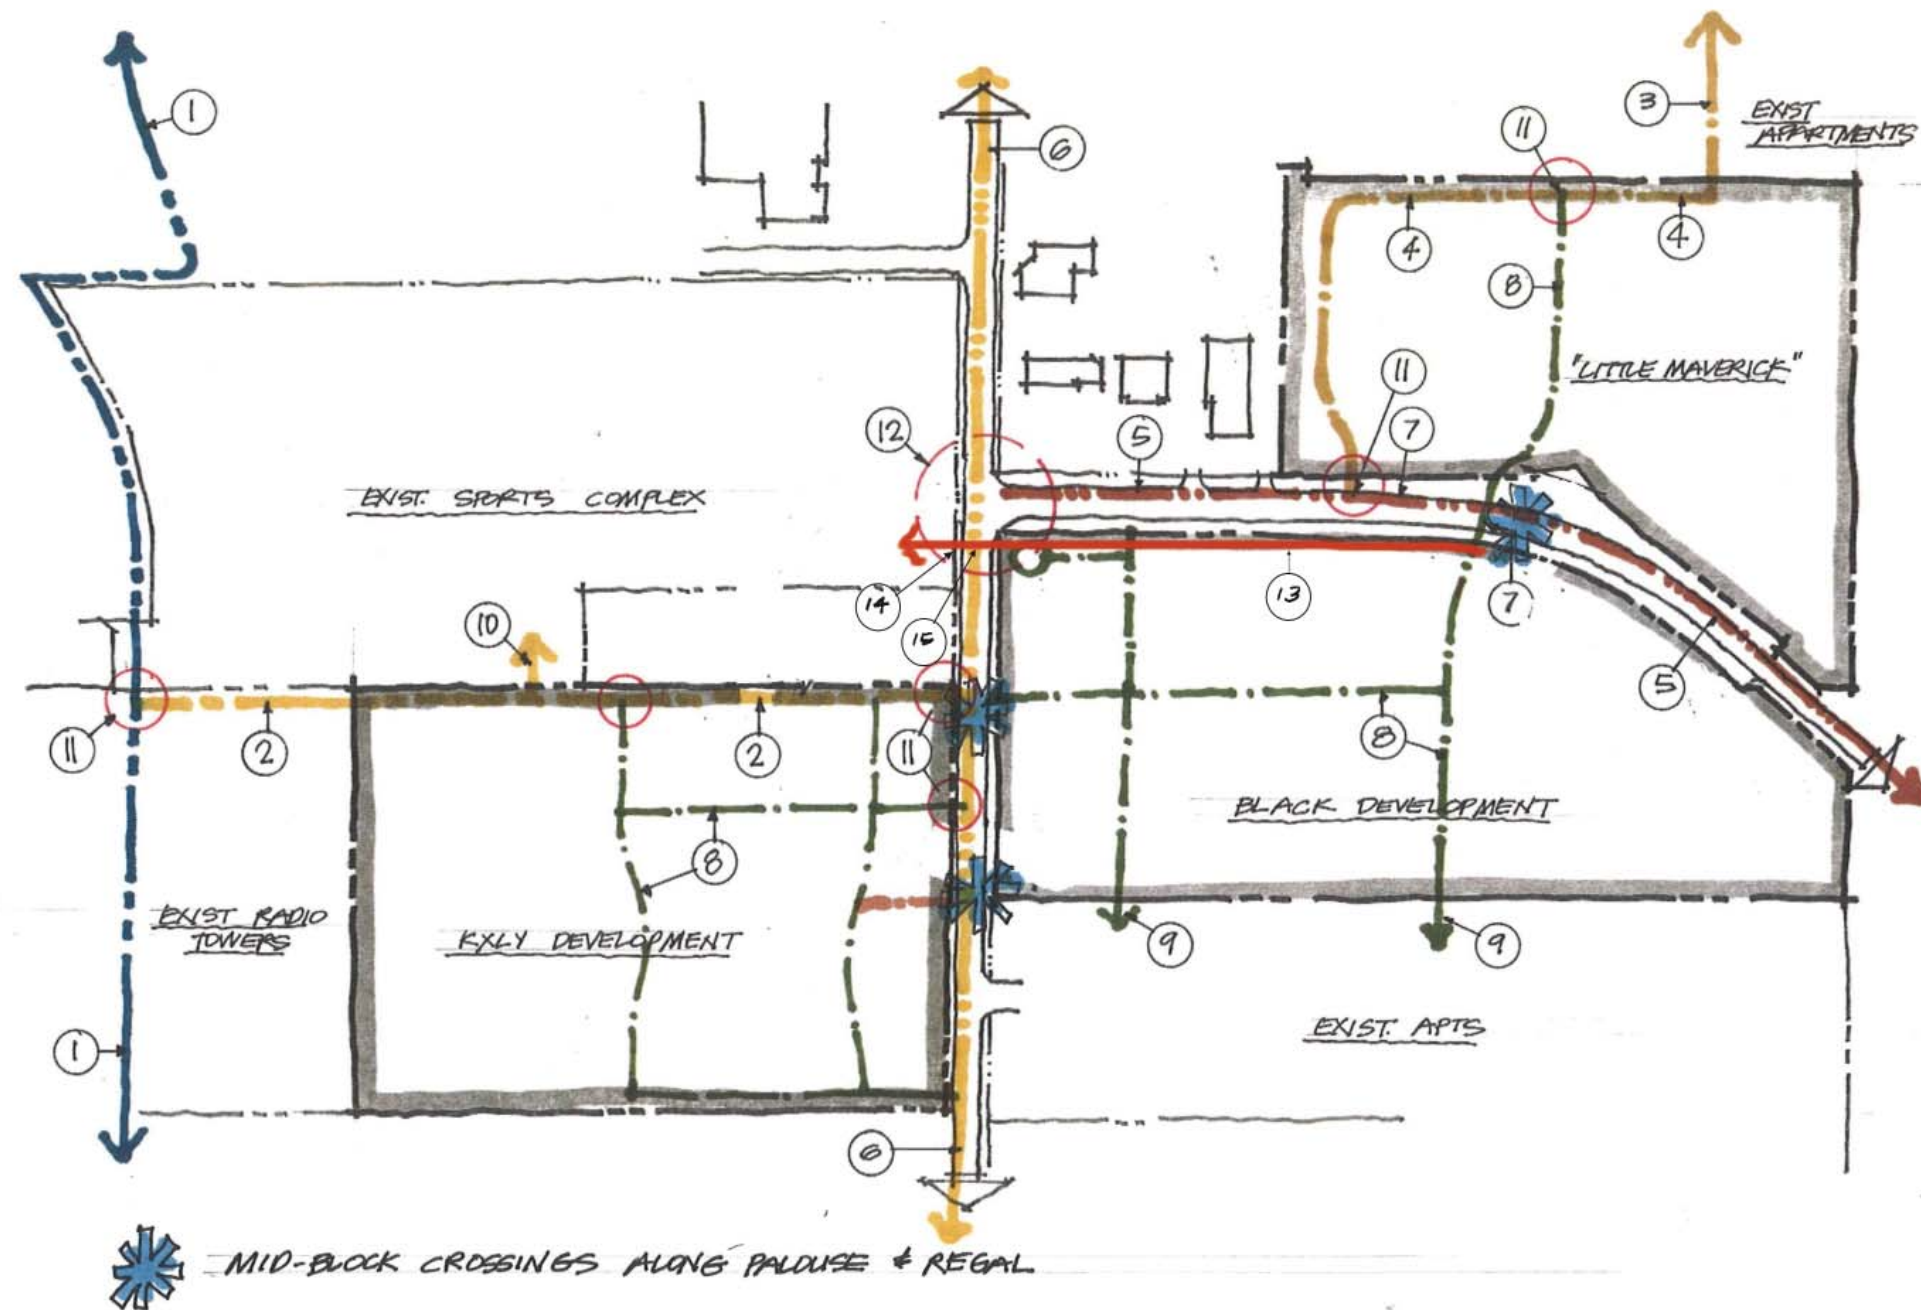 1
6
11
3
EXIST
APARTMENTS
4
4
8
"LITTLE MAVERICK"
11
7
12
5
EXIST. SPORTS COMPLEX
14
15
13
7
10
5
11
2
2
11
8
BLACK DEVELOPMENT
8
EXIST RADIO
TOWERS
KXLY DEVELOPMENT
9
9
EXIST. APTS
1
6
MID-BLOCK CROSSINGS ALONG PALOUSE & REGAL